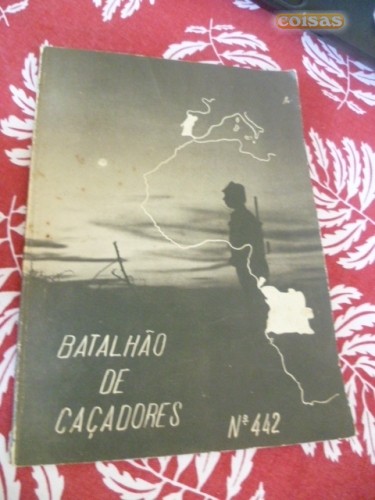 coisas
BATALHÃO
DE
CAÇADORES
Nº 442